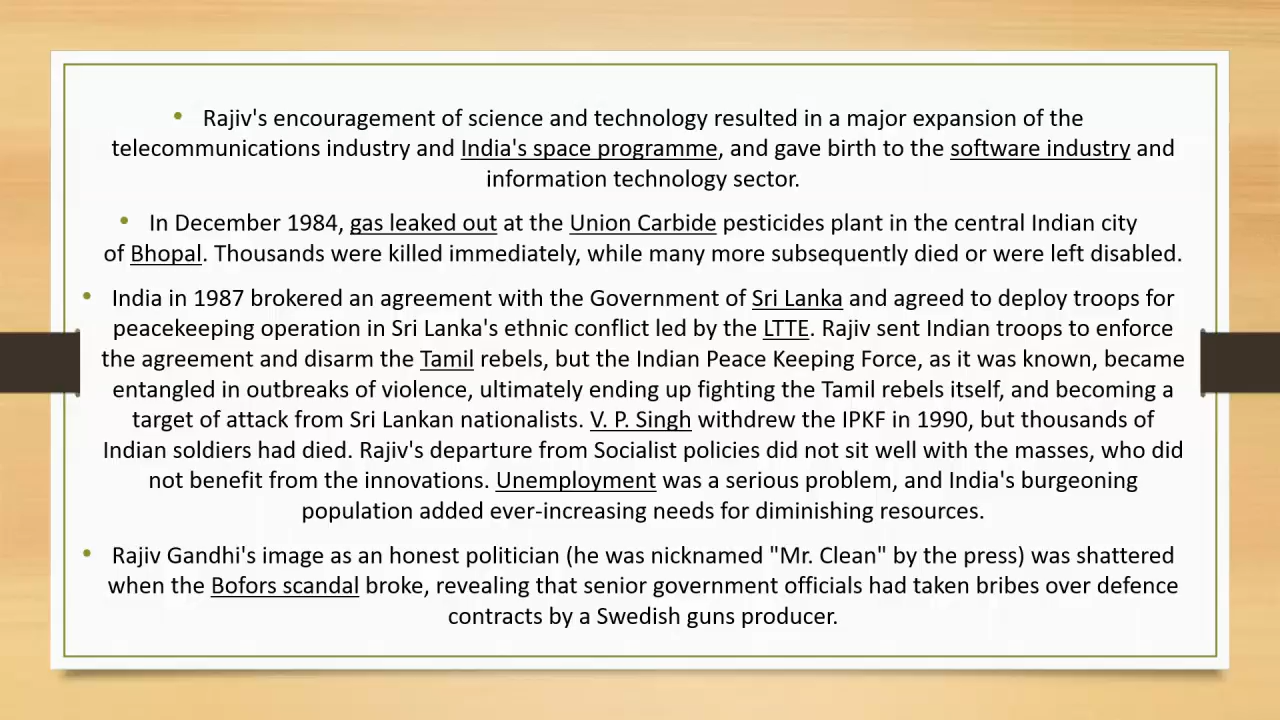 • Rajiv's encouragement of science and technology resulted in a major expansion of the
telecommunications industry and India's space programme, and gave birth to the software industry and
information technology sector.
• In December 1984, gas leaked out at the Union Carbide pesticides plant in the central Indian city
of Bhopal. Thousands were killed immediately, while many more subsequently died or were left disabled.
• India in 1987 brokered an agreement with the Government of Sri Lanka and agreed to deploy troops for
peacekeeping operation in Sri Lanka's ethnic conflict led by the LTTE. Rajiv sent Indian troops to enforce
the agreement and disarm the Tamil rebels, but the Indian Peace Keeping Force, as it was known, became
entangled in outbreaks of violence, ultimately ending up fighting the Tamil rebels itself, and becoming a
target of attack from Sri Lankan nationalists. V. P. Singh withdrew the IPKF in 1990, but thousands of
Indian soldiers had died. Rajiv's departure from Socialist policies did not sit well with the masses, who did
not benefit from the innovations. Unemployment was a serious problem, and India's burgeoning
population added ever-increasing needs for diminishing resources.
• Rajiv Gandhi's image as an honest politician (he was nicknamed "Mr. Clean" by the press) was shattered
when the Bofors scandal broke, revealing that senior government officials had taken bribes over defence
contracts by a Swedish guns producer.